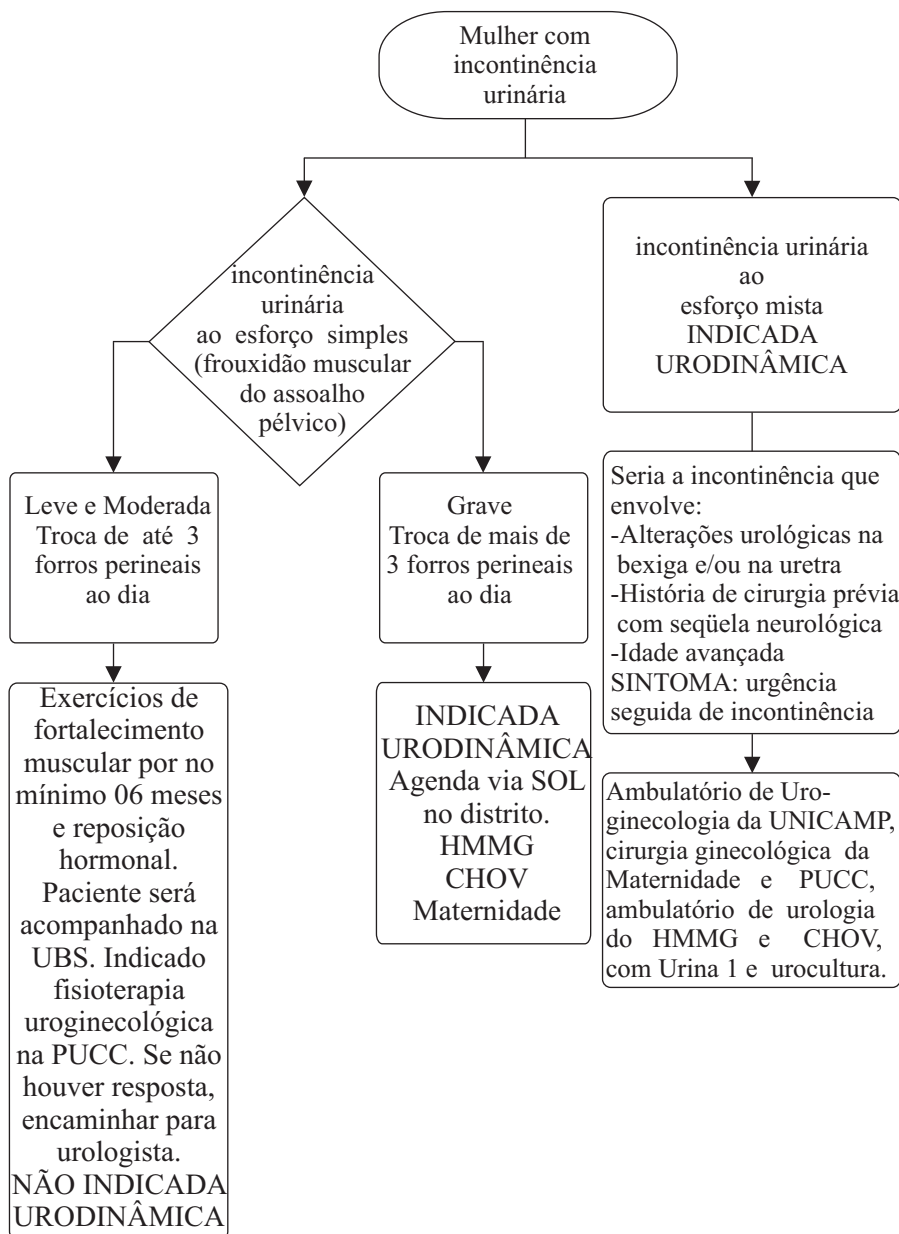 Mulher com
incontinência
urinária
incontinência
urinária
ao esforço simples
(frouxidão muscular
do assoalho
pélvico)
incontinência urinária
ao
esforço mista
INDICADA
URODINÂMICA
Leve e Moderada
Troca de até 3
forros perineais
ao dia
Grave
Troca de mais de
3 forros perineais
ao dia
Seria a incontinência que
envolve:
-Alterações urológicas na
bexiga e/ou na uretra
-História de cirurgia prévia
com seqüela neurológica
-Idade avançada
SINTOMA: urgência
seguida de incontinência
Exercícios de
fortalecimento
muscular por no
mínimo 06 meses
e reposição
hormonal.
Paciente será
acompanhado na
UBS. Indicado
fisioterapia
uroginecológica
na PUCC. Se não
houver resposta,
encaminhar para
urologista.
NÃO INDICADA
URODINÂMICA
INDICADA
URODINÂMICA
Agenda via SOL
no distrito.
HMMG
CHOV
Maternidade
Ambulatório de Uro-
ginecologia da UNICAMP,
cirurgia ginecológica da
Maternidade e PUCC,
ambulatório de urologia
do HMMG e CHOV,
com Urina 1 e urocultura.